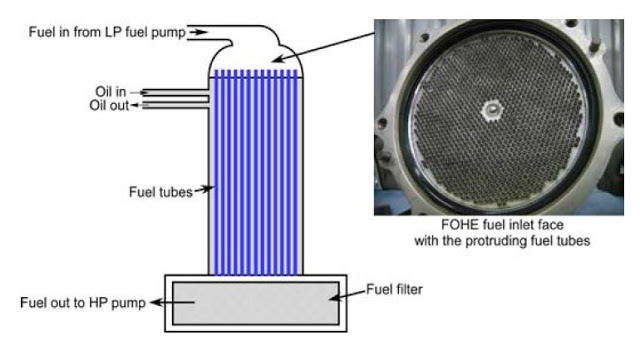 Fuel in from LP fuel pump
Oil in
Oil out
Fuel tubes
FOHE fuel inlet face
with the protruding fuel tubes
Fuel filter
Fuel out to HP pump